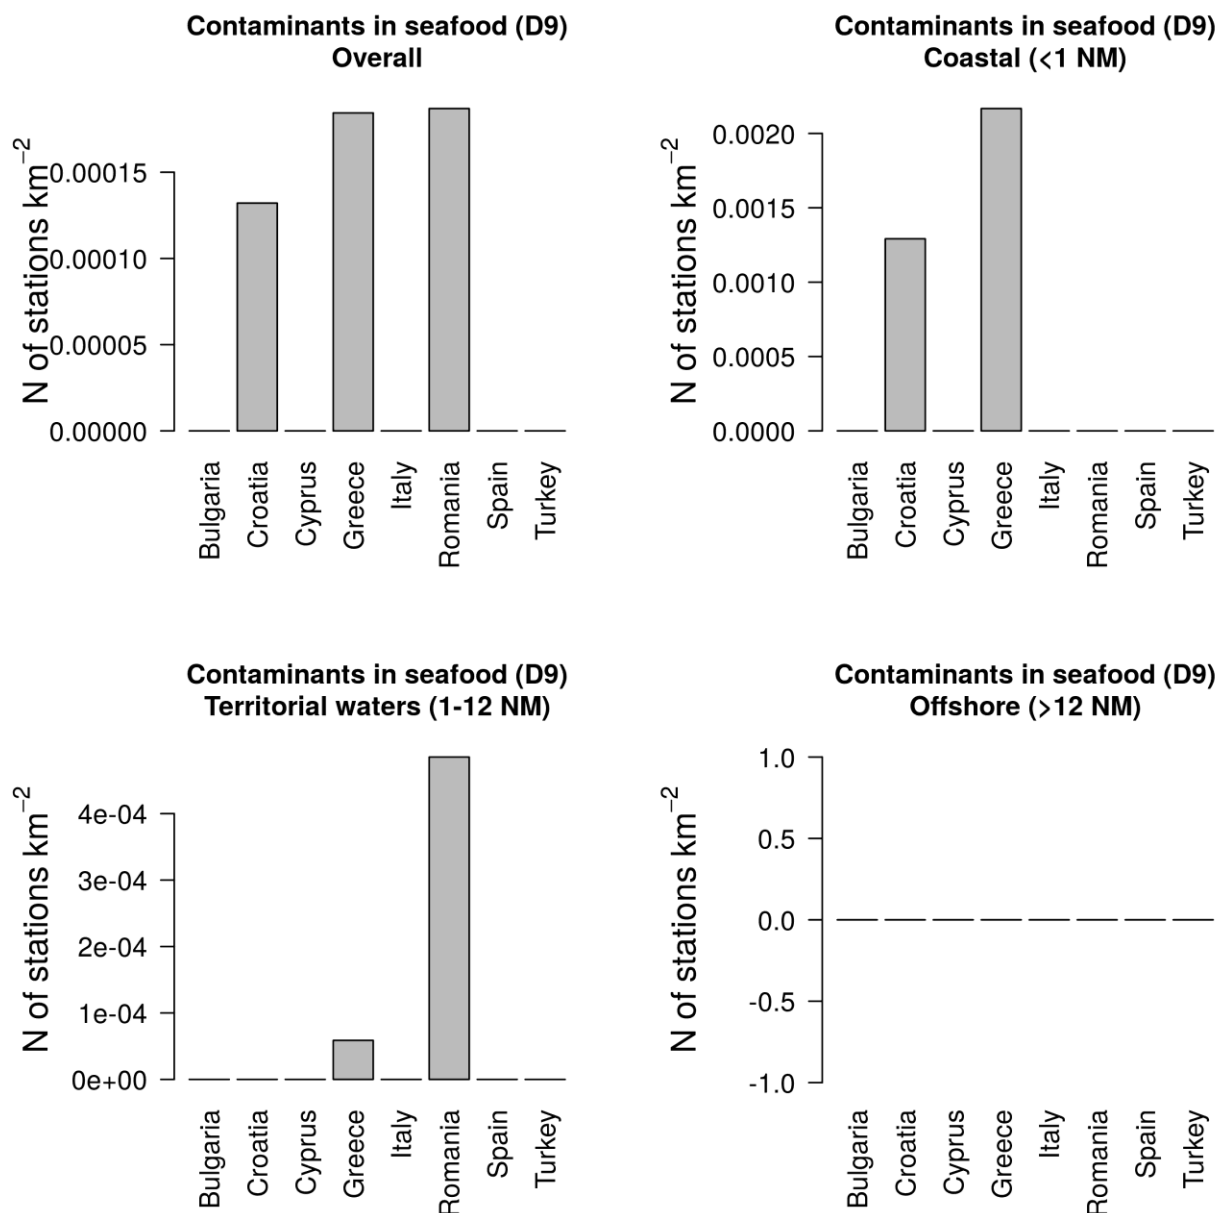 Contaminants in seafood (D9)
Overall
N of stations km⁻²
0.00015
0.00010
0.00005
0.00000
Bulgaria
Croatia
Cyprus
Greece
Italy
Romania
Spain
Turkey
Contaminants in seafood (D9)
Coastal (<1 NM)
N of stations km⁻²
0.0020
0.0015
0.0010
0.0005
0.0000
Bulgaria
Croatia
Cyprus
Greece
Italy
Romania
Spain
Turkey
Contaminants in seafood (D9)
Territorial waters (1-12 NM)
N of stations km⁻²
4e-04
3e-04
2e-04
1e-04
0e+00
Bulgaria
Croatia
Cyprus
Greece
Italy
Romania
Spain
Turkey
Contaminants in seafood (D9)
Offshore (>12 NM)
N of stations km⁻²
1.0
0.5
0.0
-0.5
-1.0
Bulgaria
Croatia
Cyprus
Greece
Italy
Romania
Spain
Turkey